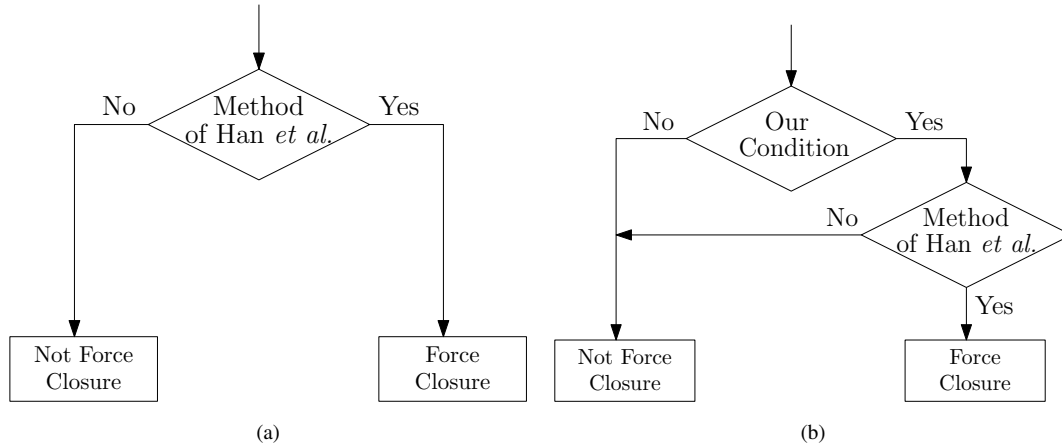 No
Method
Yes
of Han et al.
Not Force
Closure
Force
Closure
(a)
No
Our
Yes
Condition
No
Method
of Han et al.
Yes
Not Force
Closure
Force
Closure
(b)